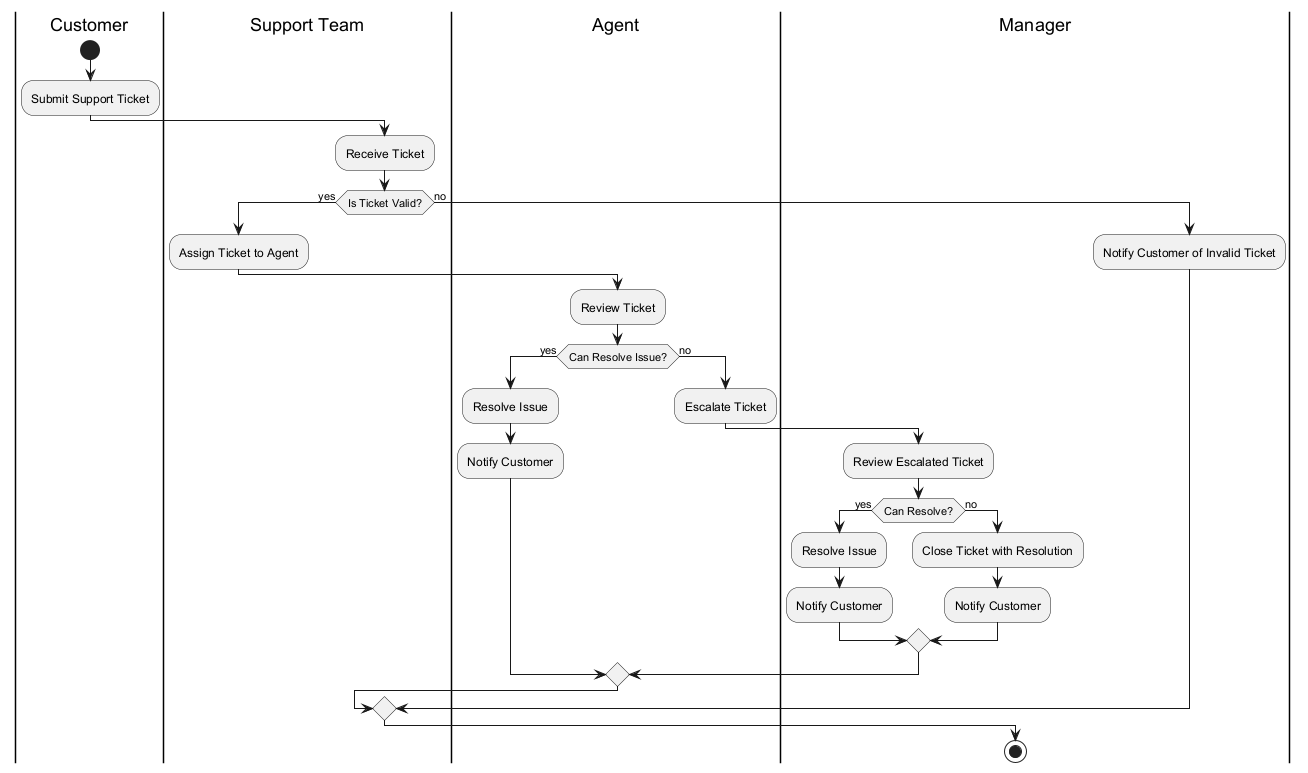 Customer
Support Team
Agent
Manager
Submit Support Ticket
Receive Ticket
yes
Is Ticket Valid?
no
Assign Ticket to Agent
Notify Customer of Invalid Ticket
Review Ticket
yes
Can Resolve Issue?
no
Resolve Issue
Escalate Ticket
Notify Customer
Review Escalated Ticket
yes
Can Resolve?
no
Resolve Issue
Close Ticket with Resolution
Notify Customer
Notify Customer